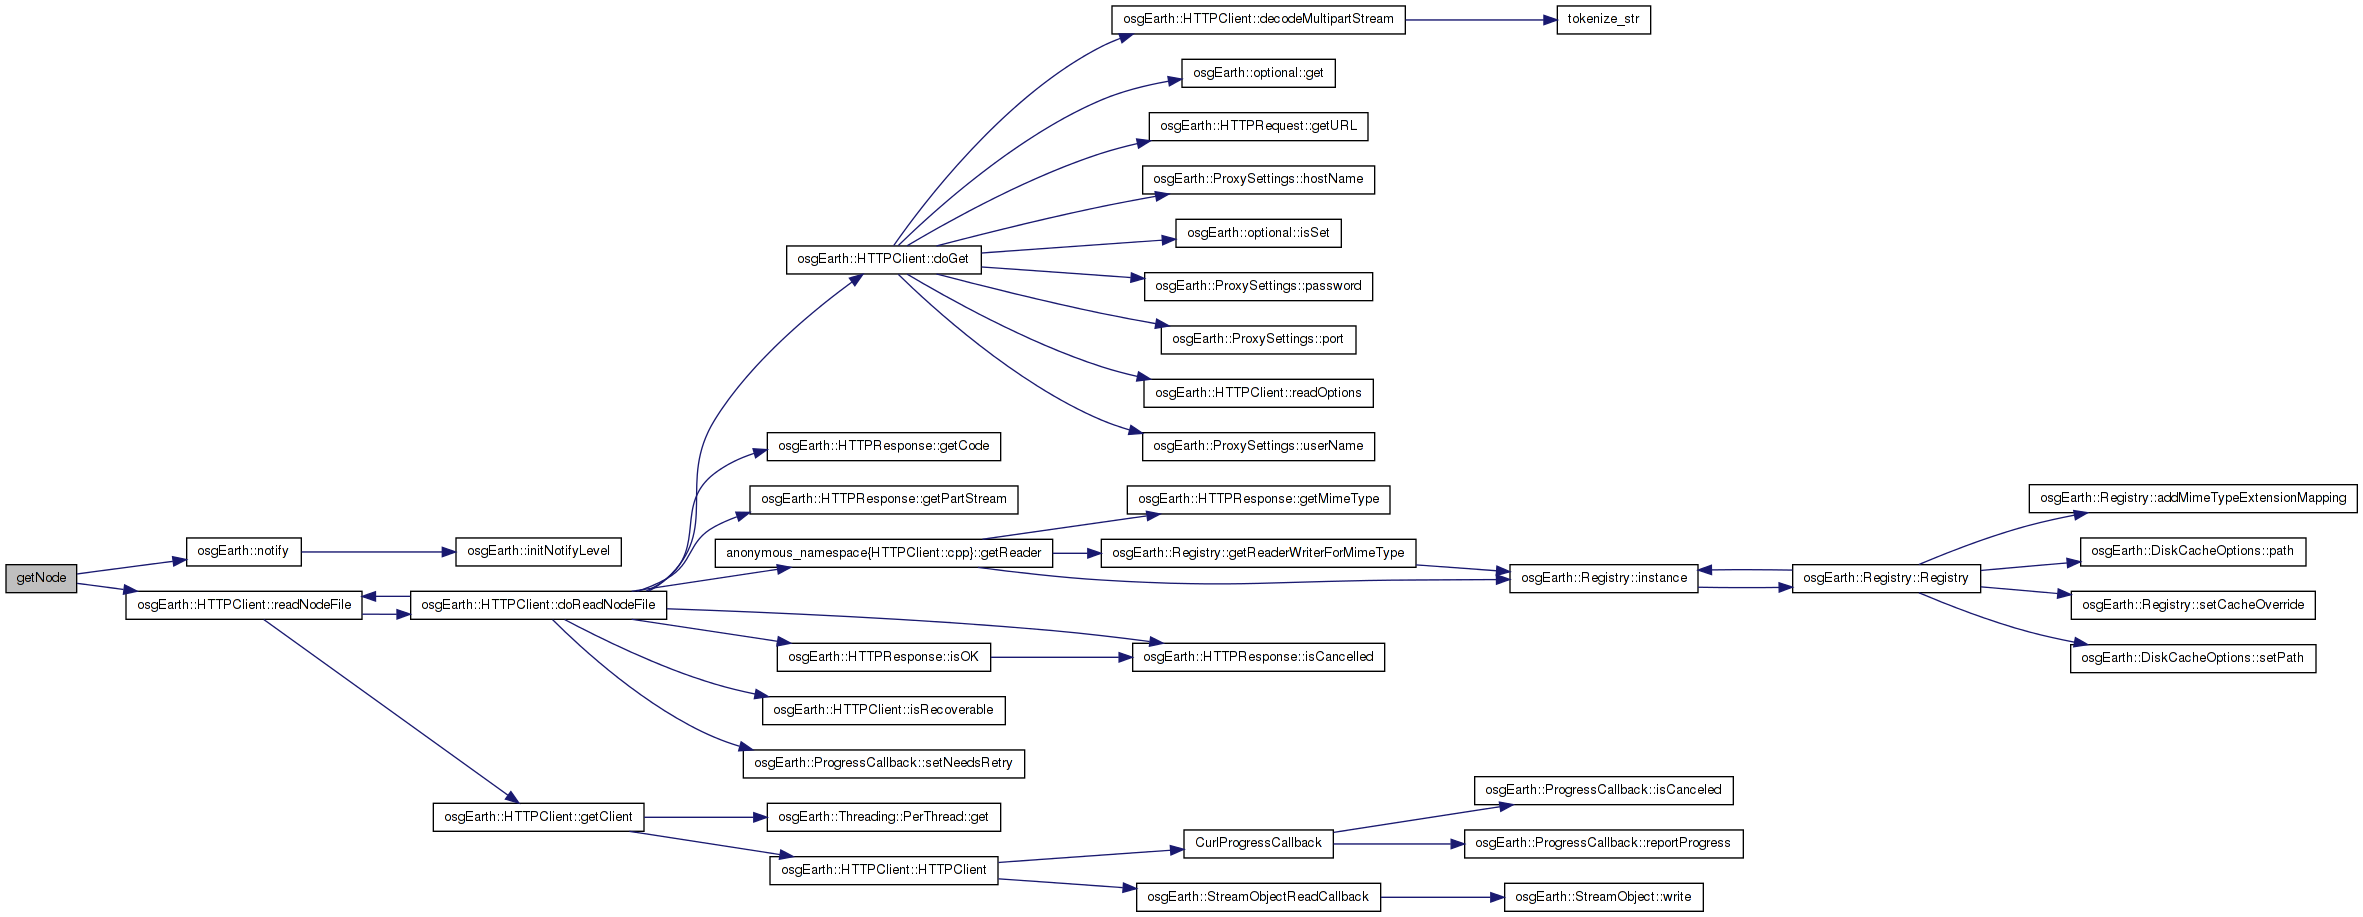 osgEarth::HTTPClient::decodeMultipartStream
tokenize_str
osgEarth::optional::get
osgEarth::HTTPRequest::getURL
osgEarth::ProxySettings::hostName
osgEarth::optional::isSet
osgEarth::HTTPClient::doGet
osgEarth::ProxySettings::password
osgEarth::ProxySettings::port
osgEarth::HTTPClient::readOptions
osgEarth::HTTPResponse::getCode
osgEarth::ProxySettings::userName
osgEarth::HTTPResponse::getPartStream
osgEarth::HTTPResponse::getMimeType
osgEarth::Registry::addMimeTypeExtensionMapping
osgEarth::notify
osgEarth::initNotifyLevel
anonymous_namespace{HTTPClient::cpp}::getReader
osgEarth::Registry::getReaderWriterForMimeType
osgEarth::DiskCacheOptions::path
getNode
osgEarth::Registry::instance
osgEarth::Registry::Registry
osgEarth::HTTPClient::readNodeFile
osgEarth::HTTPClient::doReadNodeFile
osgEarth::Registry::setCacheOverride
osgEarth::HTTPResponse::isOK
osgEarth::HTTPResponse::isCancelled
osgEarth::DiskCacheOptions::setPath
osgEarth::HTTPClient::isRecoverable
osgEarth::ProgressCallback::setNeedsRetry
osgEarth::ProgressCallback::isCanceled
osgEarth::HTTPClient::getClient
osgEarth::Threading::PerThread::get
CurlProgressCallback
osgEarth::ProgressCallback::reportProgress
osgEarth::HTTPClient::HTTPClient
osgEarth::StreamObjectReadCallback
osgEarth::StreamObject::write